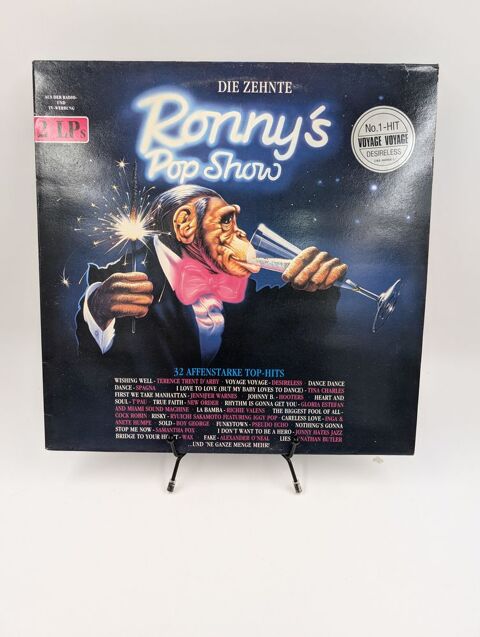 DIE ZEHNTE
AUS DER RADIO-
UND
TV-WERBUNG
2 LPs
Ronny's
Pop Show
No.1-HIT
VOYAGE VOYAGE
DESIRELESS
32 AFFENSTARKE TOP-HITS
WISHING WELL - TERENCE TRENT D'ARBY · VOYAGE VOYAGE - DESIRELESS · DANCE DANCE
DANCE - SPAGNA · I LOVE TO LOVE (BUT MY BABY LOVES TO DANCE) - TINA CHARLES
FIRST WE TAKE MANHATTAN - JENNIFER WARNES · JOHNNY B. - HOOTERS · HEART AND
SOUL - T'PAU · TRUE FAITH - NEW ORDER · RHYTHM IS GONNA GET YOU - GLORIA ESTEFAN
AND MIAMI SOUND MACHINE · LA BAMBA - RICHIE VALENS · THE BIGGEST FOOL OF ALL -
COCK ROBIN · RISKY - RYUICHI SAKAMOTO FEATURING IGGY POP · CARELESS LOVE - INGA &
ANETE HUMPE · SOLD - BOY GEORGE · FUNKYTOWN - PSEUDO ECHO · NOTHING'S GONNA
STOP ME NOW - SAMANTHA FOX · I DON'T WANT TO BE A HERO - JOHNY HATES JAZZ
BRIDGE TO YOUR - WAX · FAKE - ALEXANDER O'NEAL · BUTLER
...UND 'NE GANZE MENGE MEHR!